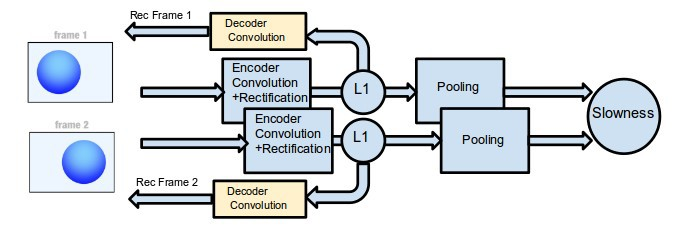 Rec Frame 1
Decoder
Convolution
frame 1
Encoder
Convolution
+Rectification
L1
Pooling
Slowness
frame 2
Encoder
Convolution
+Rectification
L1
Pooling
Rec Frame 2
Decoder
Convolution